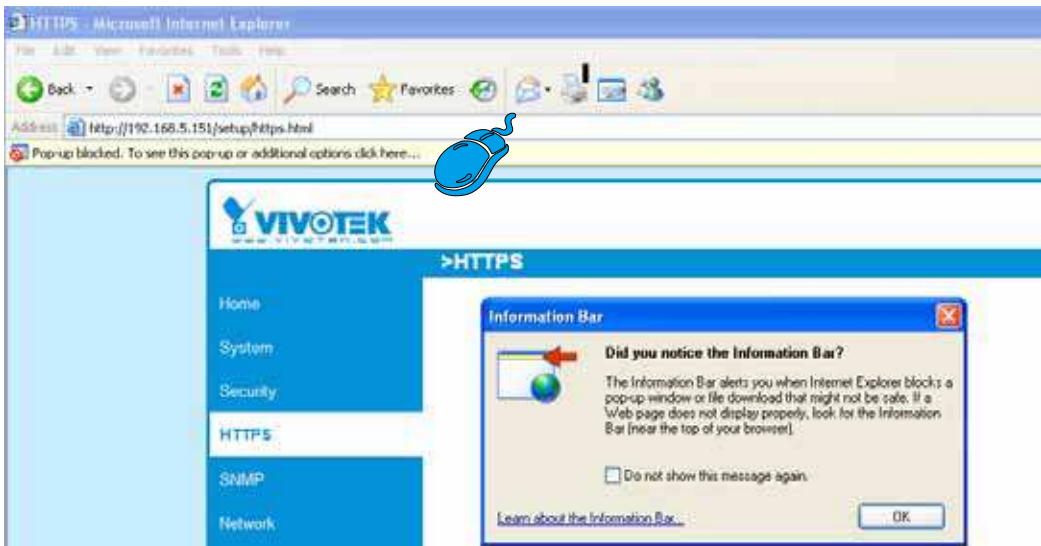 HTTPS - Microsoft Internet Explorer
File Edit View Favorites Tools Help
Back Search Favorites
Address http://192.168.5.151/setup/https.html
Pop-up blocked. To see this pop-up or additional options click here...
VIVOTEK
www.vivotek.com
>HTTPS
Home
System
Security
HTTPS
SNMP
Network
Information Bar
Did you notice the Information Bar?
The Information Bar alerts you when Internet Explorer blocks a
pop-up window or file download that might not be safe. If a
Web page does not display properly, look for the Information
Bar (near the top of your browser).
Do not show this message again.
Learn about the Information Bar...
OK